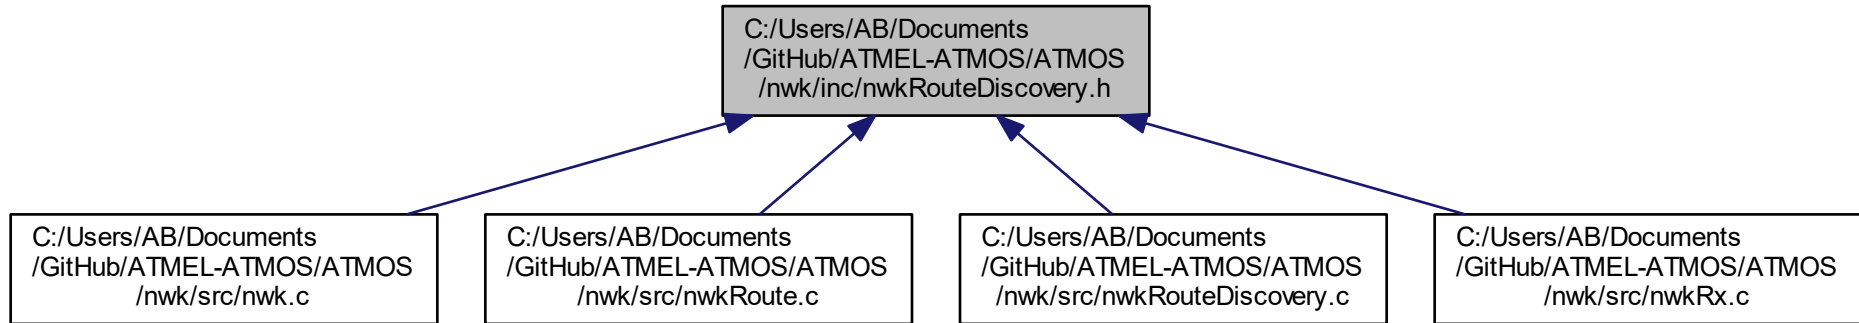 C:/Users/AB/Documents
/GitHub/ATMEL-ATMOS/ATMOS
/nwk/inc/nwkRouteDiscovery.h
C:/Users/AB/Documents
/GitHub/ATMEL-ATMOS/ATMOS
/nwk/src/nwk.c
C:/Users/AB/Documents
/GitHub/ATMEL-ATMOS/ATMOS
/nwk/src/nwkRoute.c
C:/Users/AB/Documents
/GitHub/ATMEL-ATMOS/ATMOS
/nwk/src/nwkRouteDiscovery.c
C:/Users/AB/Documents
/GitHub/ATMEL-ATMOS/ATMOS
/nwk/src/nwkRx.c